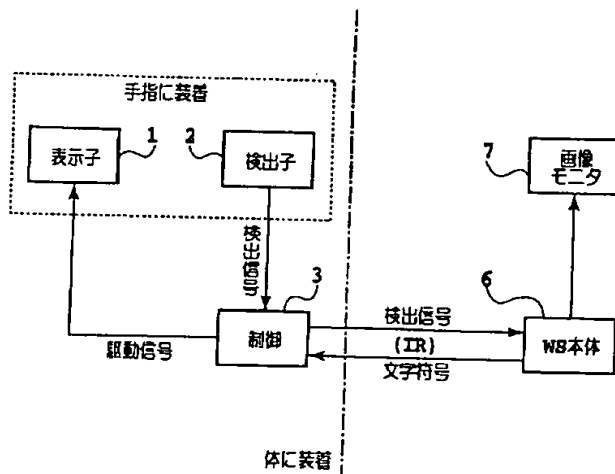 手指に装着
1
2
表示子
検出子
7
画像
モニタ
検出信号
3
6
検出信号
制御
(IR)
WS本体
駆動信号
文字符号
体に装着